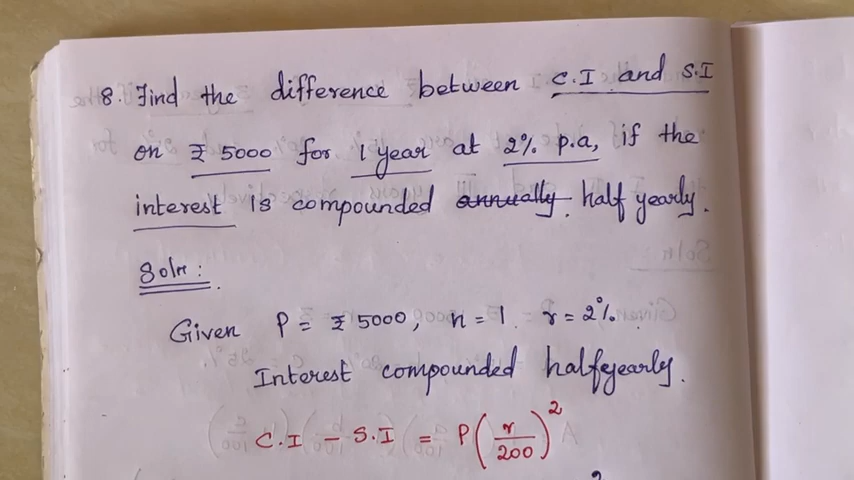 8. Find the difference between C.I and S.I
on ₹ 5000 for 1 year at 2% p.a, if the
interest is compounded annually. half yearly.
Soln:
Given P = ₹ 5000, n = 1 r = 2%.
Interest compounded halfyearly.
C.I - S.I = P(r/200)^2